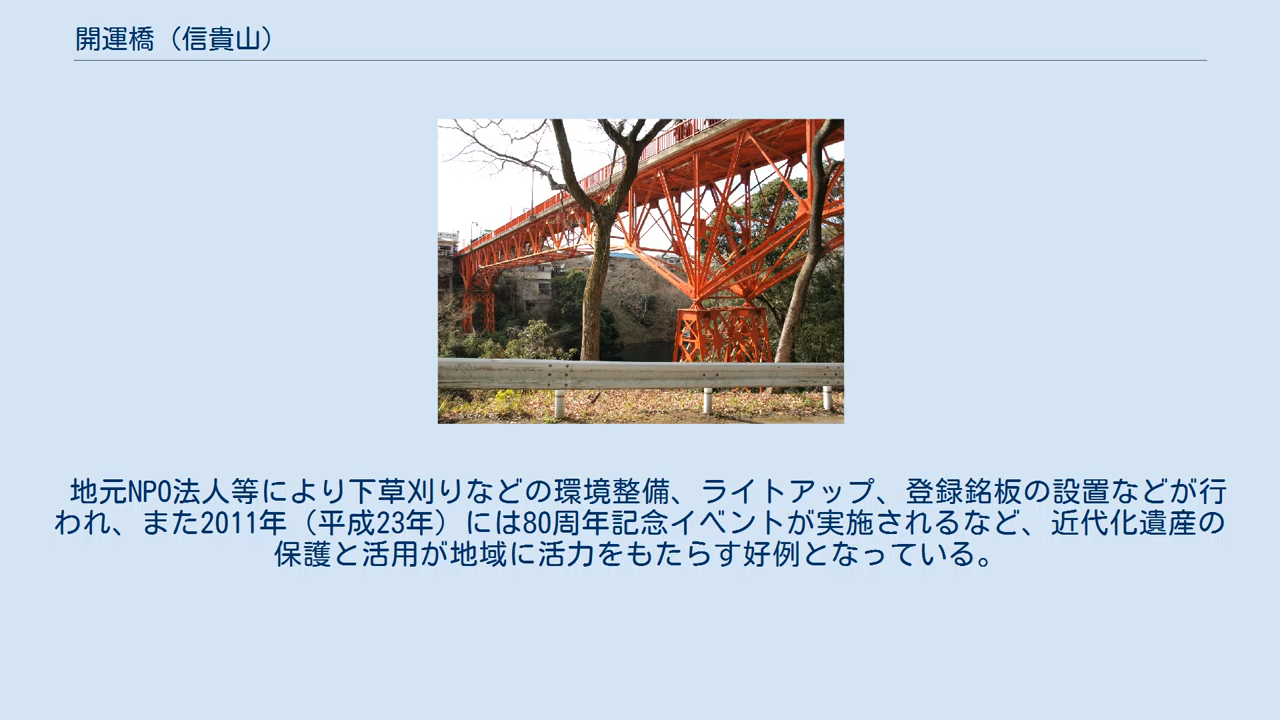 開運橋（信貴山）
地元NPO法人等により下草刈りなどの環境整備、ライトアップ、登録銘板の設置などが行
われ、また2011年（平成23年）には80周年記念イベントが実施されるなど、近代化遺産の
保護と活用が地域に活力をもたらす好例となっている。